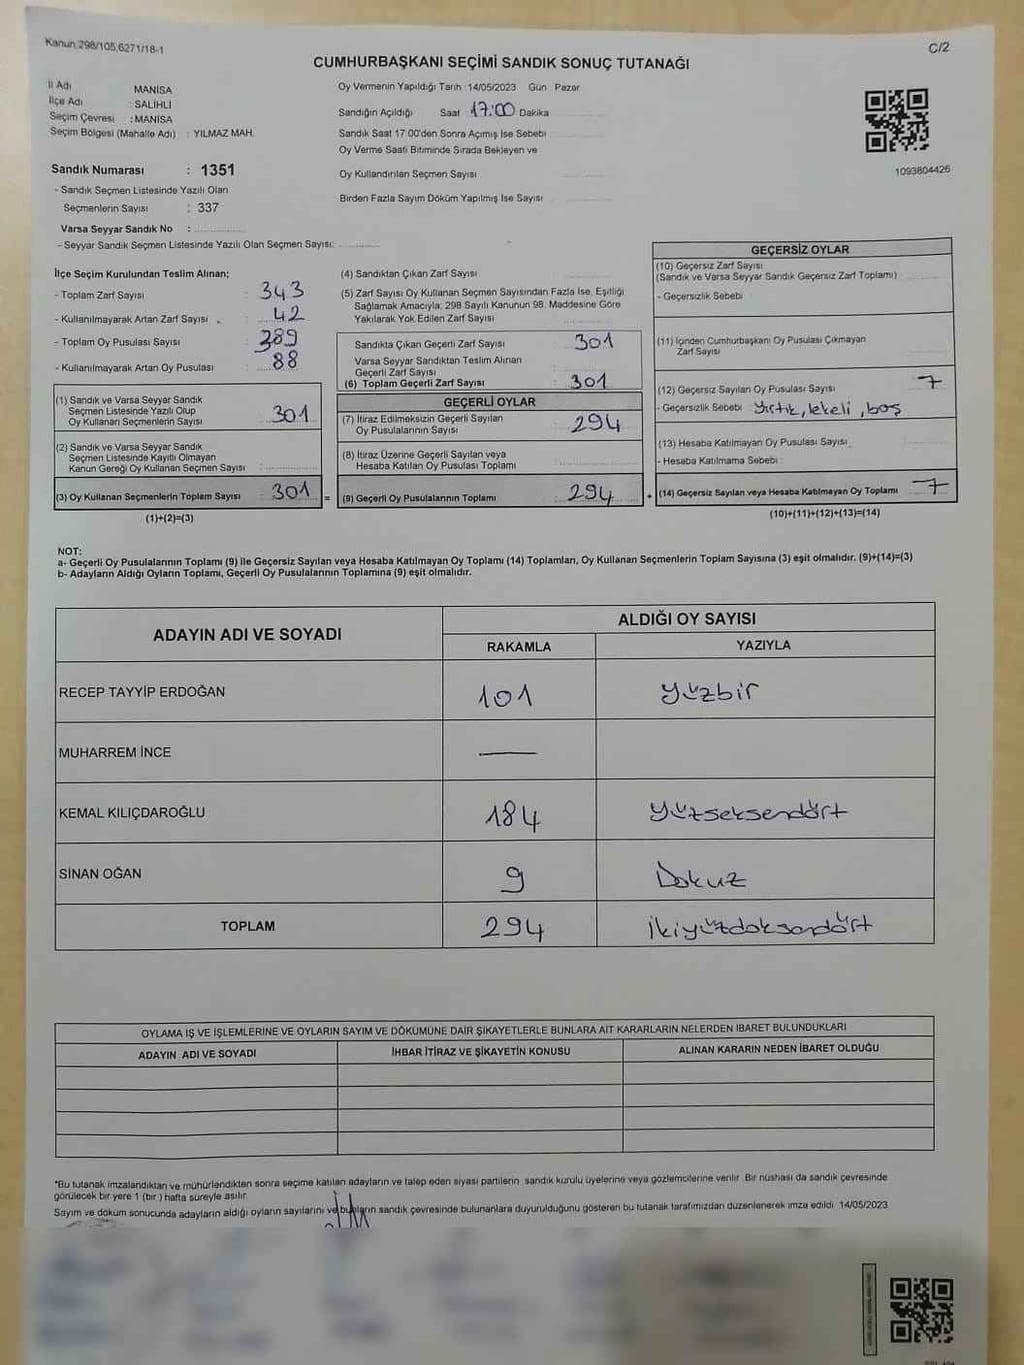 Kanun 298/105,6271/18-1
C/2
CUMHURBAŞKANI SEÇİMİ SANDIK SONUÇ TUTANAĞI
İl Adı MANİSA
İlçe Adı : SALİHLİ
Seçim Çevresi : MANİSA
Seçim Bölgesi (Mahalle Adı) : YILMAZ MAH.
Oy Vermenin Yapıldığı Tarih : 14/05/2023 Gün Pazar
Sandığın Açıldığı Saat 17:00 Dakika
Sandık Saat 17:00'den Sonra Açımış İse Sebebi
Oy Verme Saati Bitiminde Sırada Bekleyen ve
Oy Kullandırılan Seçmen Sayısı
Birden Fazla Sayım Döküm Yapılmış İse Sayısı
1093804426
Sandık Numarası : 1351
- Sandık Seçmen Listesinde Yazılı Olan
Seçmenlerin Sayısı : 337
Varsa Seyyar Sandık No :
- Seyyar Sandık Seçmen Listesinde Yazılı Olan Seçmen Sayısı:
İlçe Seçim Kurulundan Teslim Alınan;
- Toplam Zarf Sayısı : 343
- Kullanılmayarak Artan Zarf Sayısı : 42
- Toplam Oy Pusulası Sayısı : 389
- Kullanılmayarak Artan Oy Pusulası : 88
(1) Sandık ve Varsa Seyyar Sandık
Seçmen Listesinde Yazılı Olup
Oy Kullanan Seçmenlerin Sayısı : 301
(2) Sandık ve Varsa Seyyar Sandık
Seçmen Listesinde Kayıtlı Olmayan
Kanun Gereği Oy Kullanan Seçmen Sayısı :
(3) Oy Kullanan Seçmenlerin Toplam Sayısı : 301 =
(1)+(2)=(3)
(4) Sandıktan Çıkan Zarf Sayısı
(5) Zarf Sayısı Oy Kullanan Seçmen Sayısından Fazla İse, Eşitliği
Sağlamak Amacıyla; 298 Sayılı Kanunun 98. Maddesine Göre
Yakılarak Yok Edilen Zarf Sayısı
Sandıkta Çıkan Geçerli Zarf Sayısı : 301
Varsa Seyyar Sandıktan Teslim Alınan
Geçerli Zarf Sayısı
(6) Toplam Geçerli Zarf Sayısı : 301
GEÇERLİ OYLAR
(7) İtiraz Edilmeksizin Geçerli Sayılan
Oy Pusulalarının Sayısı : 294
(8) İtiraz Üzerine Geçerli Sayılan veya
Hesaba Katılan Oy Pusulası Toplamı :
(9) Geçerli Oy Pusulalarının Toplamı : 294 +
GEÇERSİZ OYLAR
(10) Geçersiz Zarf Sayısı
(Sandık ve Varsa Seyyar Sandık Geçersiz Zarf Toplamı)
- Geçersizlik Sebebi
(11) İçinden Cumhurbaşkanı Oy Pusulası Çıkmayan
Zarf Sayısı
(12) Geçersiz Sayılan Oy Pusulası Sayısı 7
- Geçersizlik Sebebi Yırtık, lekeli, boş
(13) Hesaba Katılmayan Oy Pusulası Sayısı
- Hesaba Katılmama Sebebi :
(14) Geçersiz Sayılan veya Hesaba Katılmayan Oy Toplamı 7
(10)+(11)+(12)+(13)=(14)
NOT:
a- Geçerli Oy Pusulalarının Toplamı (9) ile Geçersiz Sayılan veya Hesaba Katılmayan Oy Toplamı (14) Toplamları, Oy Kullanan Seçmenlerin Toplam Sayısına (3) eşit olmalıdır. (9)+(14)=(3)
b- Adayların Aldığı Oyların Toplamı, Geçerli Oy Pusulalarının Toplamına (9) eşit olmalıdır.
ADAYIN ADI VE SOYADI
ALDIĞI OY SAYISI
RAKAMLA YAZIYLA
RECEP TAYYİP ERDOĞAN 101 Yüzbir
MUHARREM İNCE —
KEMAL KILIÇDAROĞLU 184 Yüzseksendört
SİNAN OĞAN 9 Dokuz
TOPLAM 294 İkiyüzdoksandört
OYLAMA İŞ VE İŞLEMLERİNE VE OYLARIN SAYIM VE DÖKÜMÜNE DAİR ŞİKAYETLERLE BUNLARA AİT KARARLARIN NELERDEN İBARET BULUNDUKLARI
ADAYIN ADI VE SOYADI İHBAR İTİRAZ VE ŞİKAYETİN KONUSU ALINAN KARARIN NEDEN İBARET OLDUĞU
*Bu tutanak imzalandıktan ve mühürlendikten sonra seçime katılan adayların ve talep eden siyasi partilerin sandık kurulu üyelerine veya gözlemcilerine verilir. Bir nüshası da sandık çevresinde
görülecek bir yere 1 (bir) hafta süreyle asılır.
Sayım ve döküm sonucunda adayların aldığı oyların sayılarını ve bunların sandık çevresinde bulunanlara duyurulduğunu gösteren bu tutanak tarafımızdan düzenlenerek imza edildi 14/05/2023